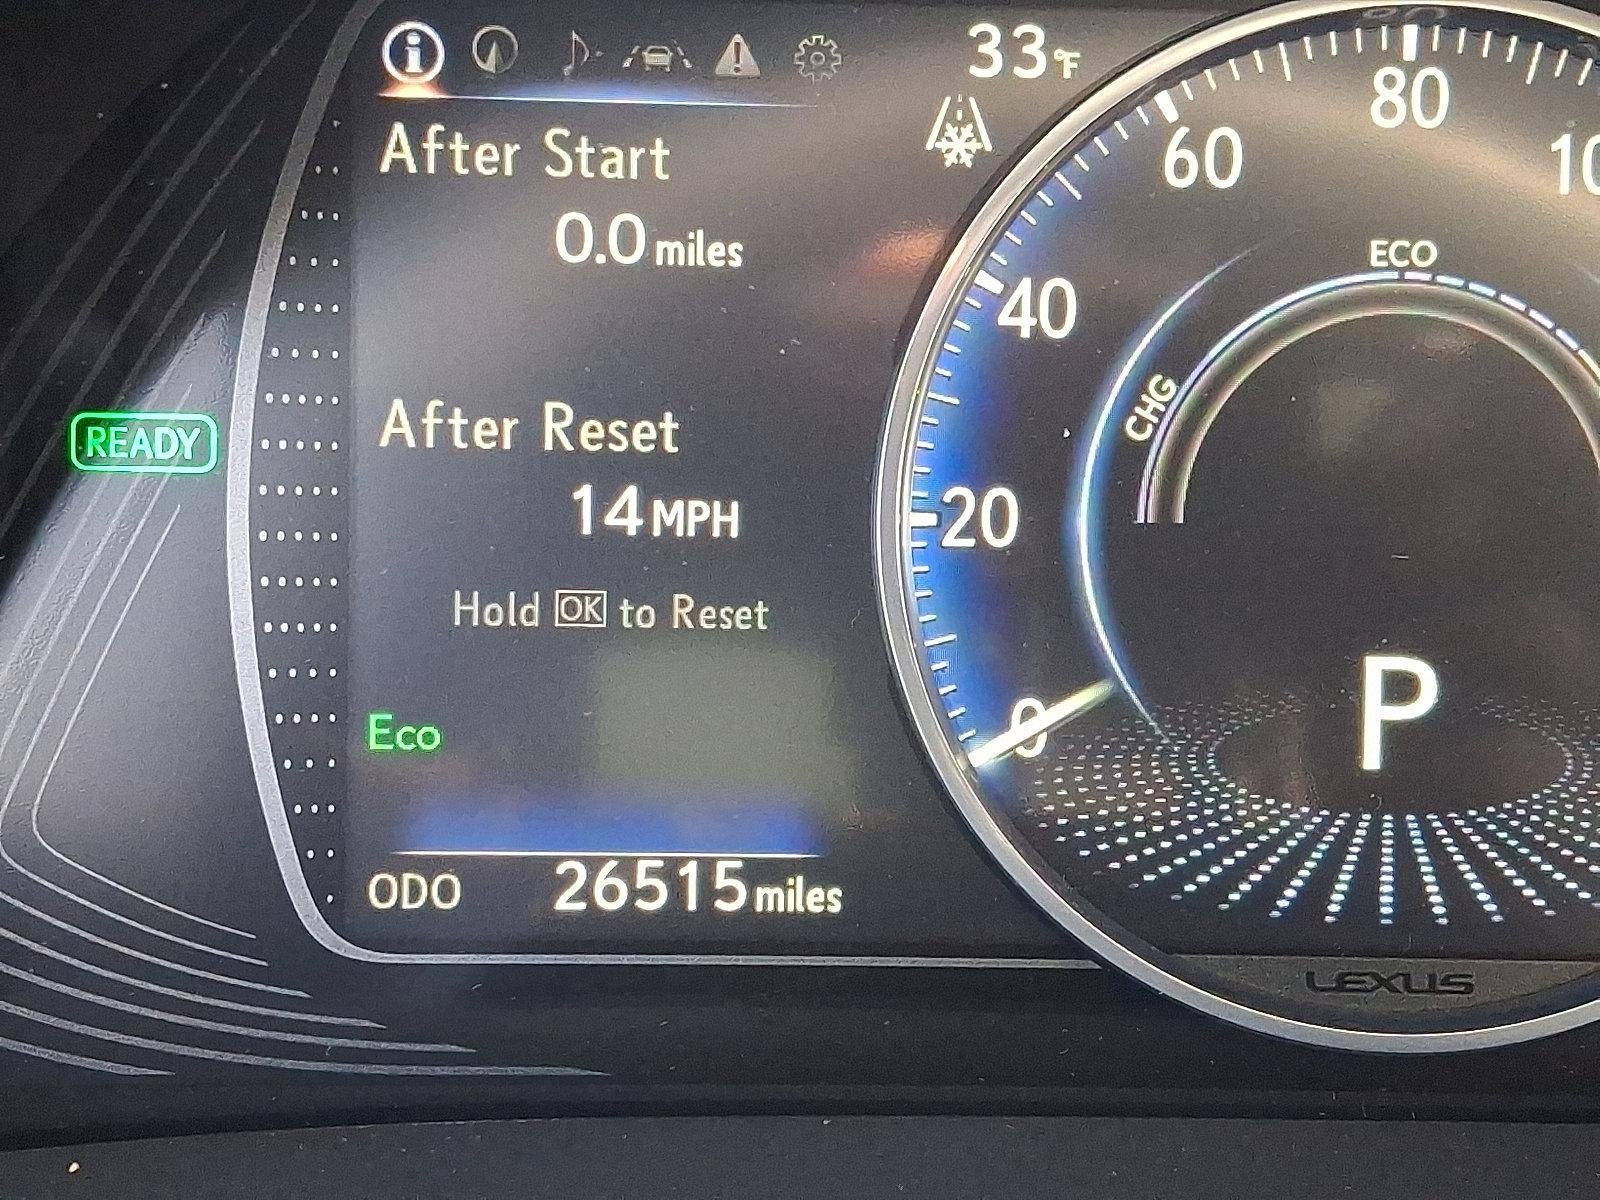 33°F
After Start
0.0 miles
After Reset
14 MPH
Hold OK to Reset
READY
Eco
ODO 26515 miles
0
20
40
60
80
CHG
ECO
P
LEXUS